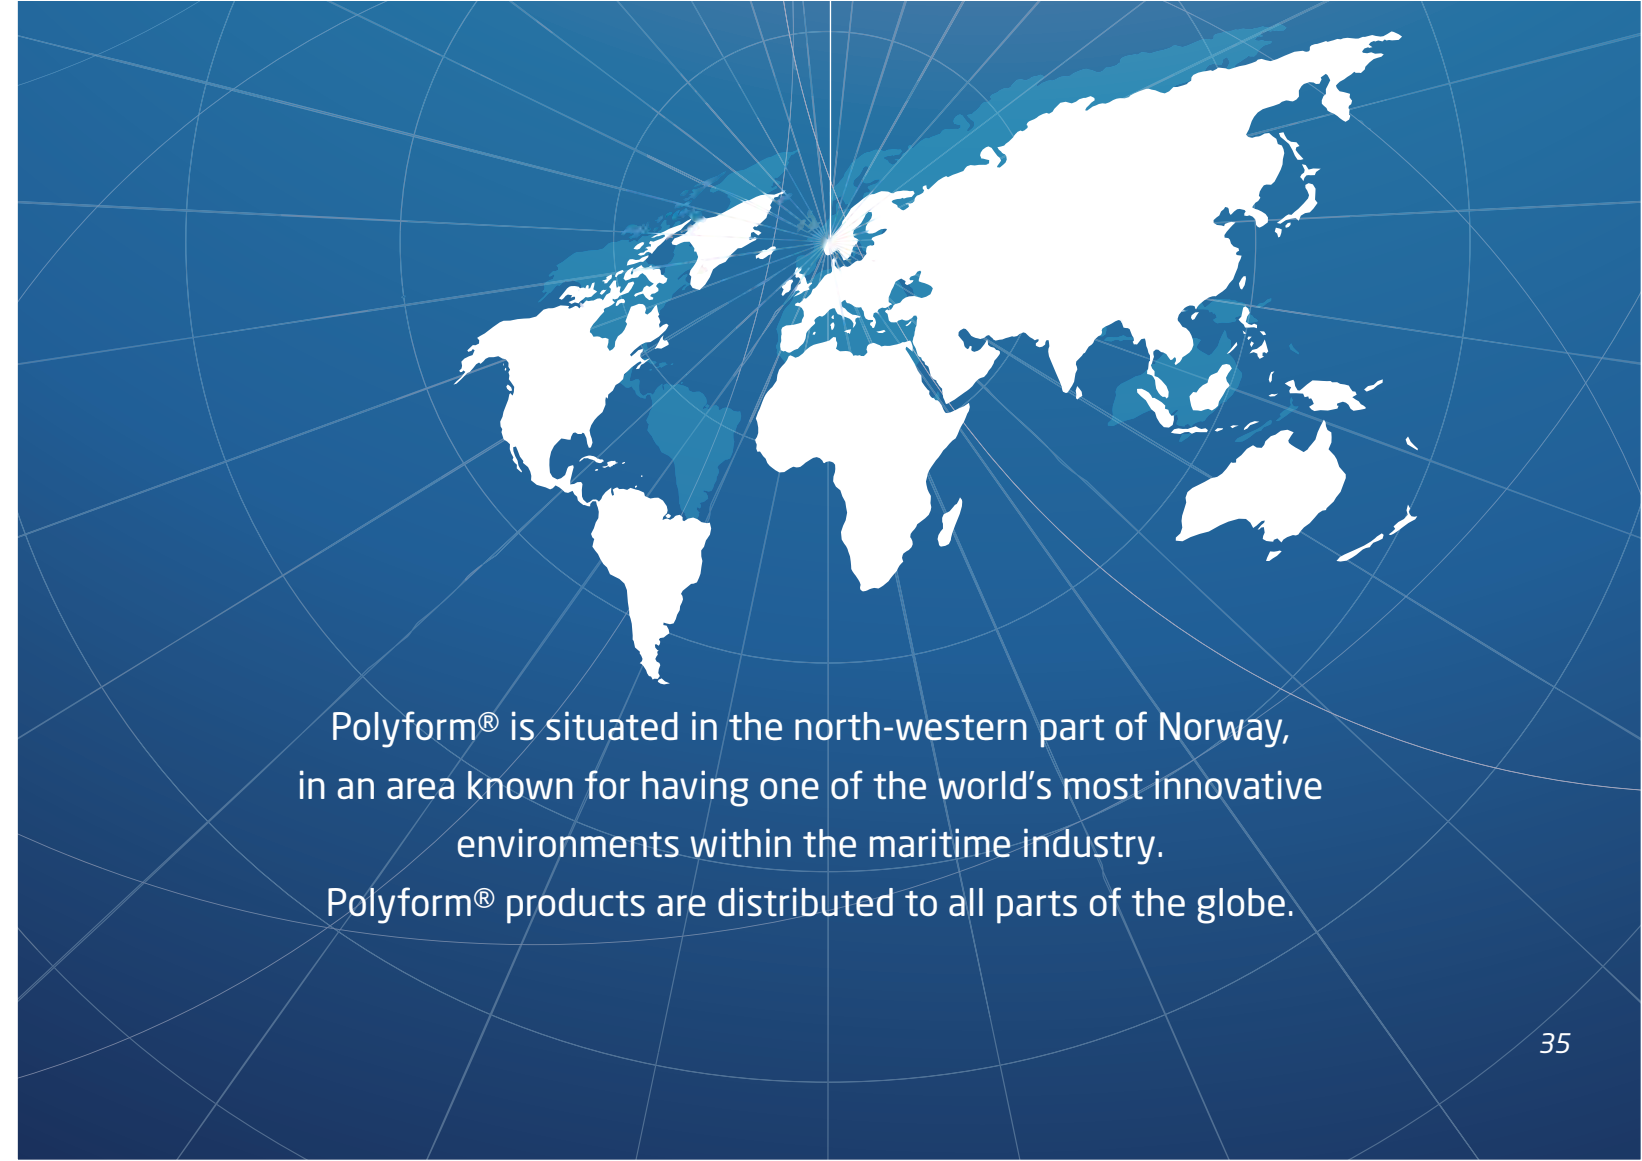 Polyform® is situated in the north-western part of Norway,
in an area known for having one of the world's most innovative
environments within the maritime industry.
Polyform® products are distributed to all parts of the globe.
35